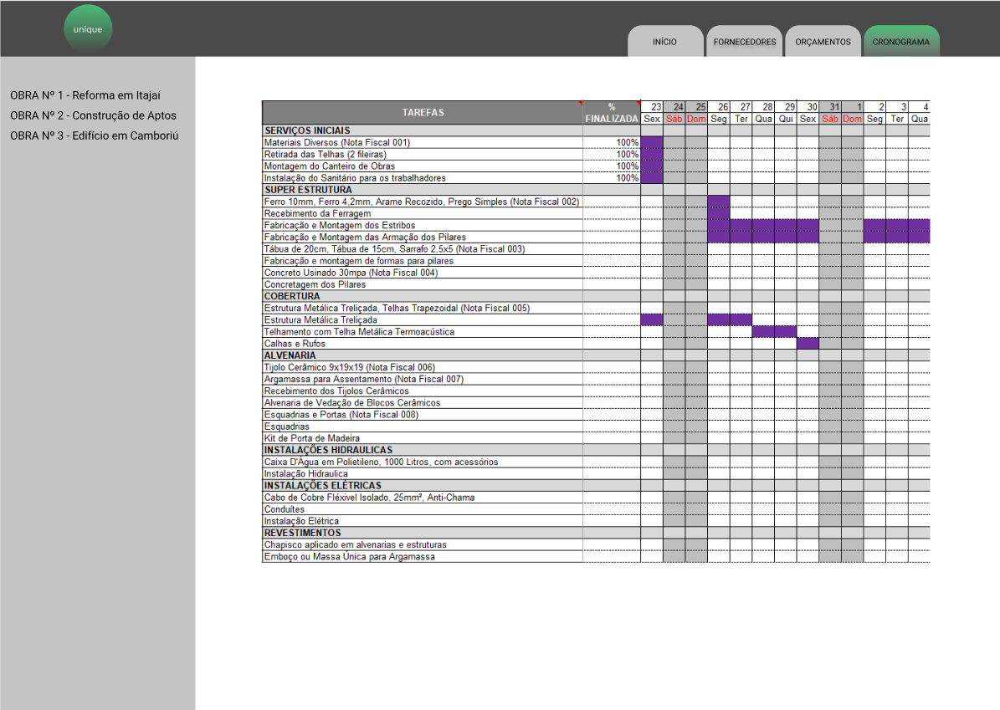 unique
INÍCIO FORNECEDORES ORÇAMENTOS CRONOGRAMA
OBRA Nº 1 - Reforma em Itajaí
OBRA Nº 2 - Construção de Aptos
OBRA Nº 3 - Edifício em Camboriú
TAREFAS % FINALIZADA 23 24 25 26 27 28 29 30 31 1 2 3 4
Sex Sáb Dom Seg Ter Qua Qui Sex Sáb Dom Seg Ter Qua
SERVIÇOS INICIAIS
Materiais Diversos (Nota Fiscal 001) 100%
Retirada das Telhas (2 fileiras) 100%
Montagem do Canteiro de Obras 100%
Instalação do Sanitário para os trabalhadores 100%
SUPER ESTRUTURA
Ferro 10mm, Ferro 4,2mm, Arame Recozido, Prego Simples (Nota Fiscal 002)
Recebimento da Ferragem
Fabricação e Montagem dos Estribos
Fabricação e Montagem das Armação dos Pilares
Tábua de 20cm, Tábua de 15cm, Sarrafo 2,5x5 (Nota Fiscal 003)
Fabricação e montagem de formas para pilares
Concreto Usinado 30mpa (Nota Fiscal 004)
Concretagem dos Pilares
COBERTURA
Estrutura Metálica Treliçada, Telhas Trapezoidal (Nota Fiscal 005)
Estrutura Metálica Treliçada
Telhamento com Telha Metálica Termoacústica
Calhas e Rufos
ALVENARIA
Tijolo Cerâmico 9x19x19 (Nota Fiscal 006)
Argamassa para Assentamento (Nota Fiscal 007)
Recebimento dos Tijolos Cerâmicos
Alvenaria de Vedação de Blocos Cerâmicos
Esquadrias e Portas (Nota Fiscal 008)
Esquadrias
Kit de Porta de Madeira
INSTALAÇÕES HIDRAULICAS
Caixa D'Água em Polietileno, 1000 Litros, com acessórios
Instalação Hidraulica
INSTALAÇÕES ELÉTRICAS
Cabo de Cobre Fléxivel Isolado, 25mm², Anti-Chama
Conduítes
Instalação Elétrica
REVESTIMENTOS
Chapisco aplicado em alvenarias e estruturas
Emboço ou Massa Única para Argamassa